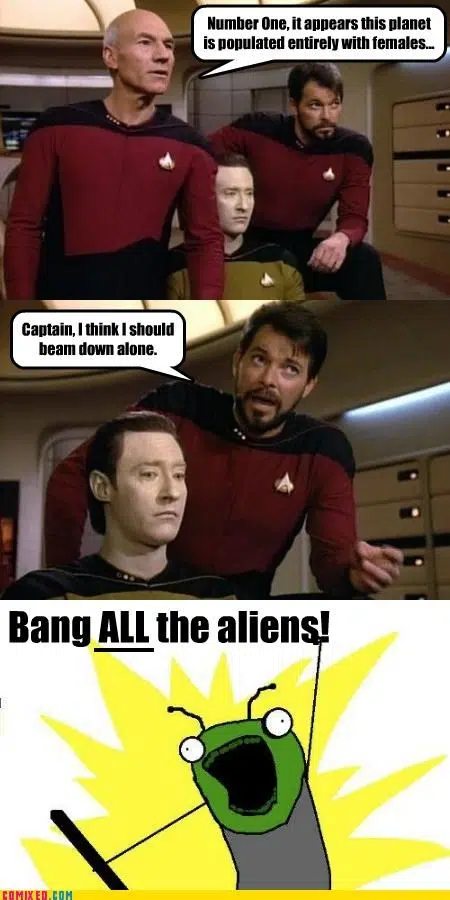 Number One, it appears this planet
is populated entirely with females...
Captain, I think I should
beam down alone.
Bang ALL the aliens!
COMIXED.COM